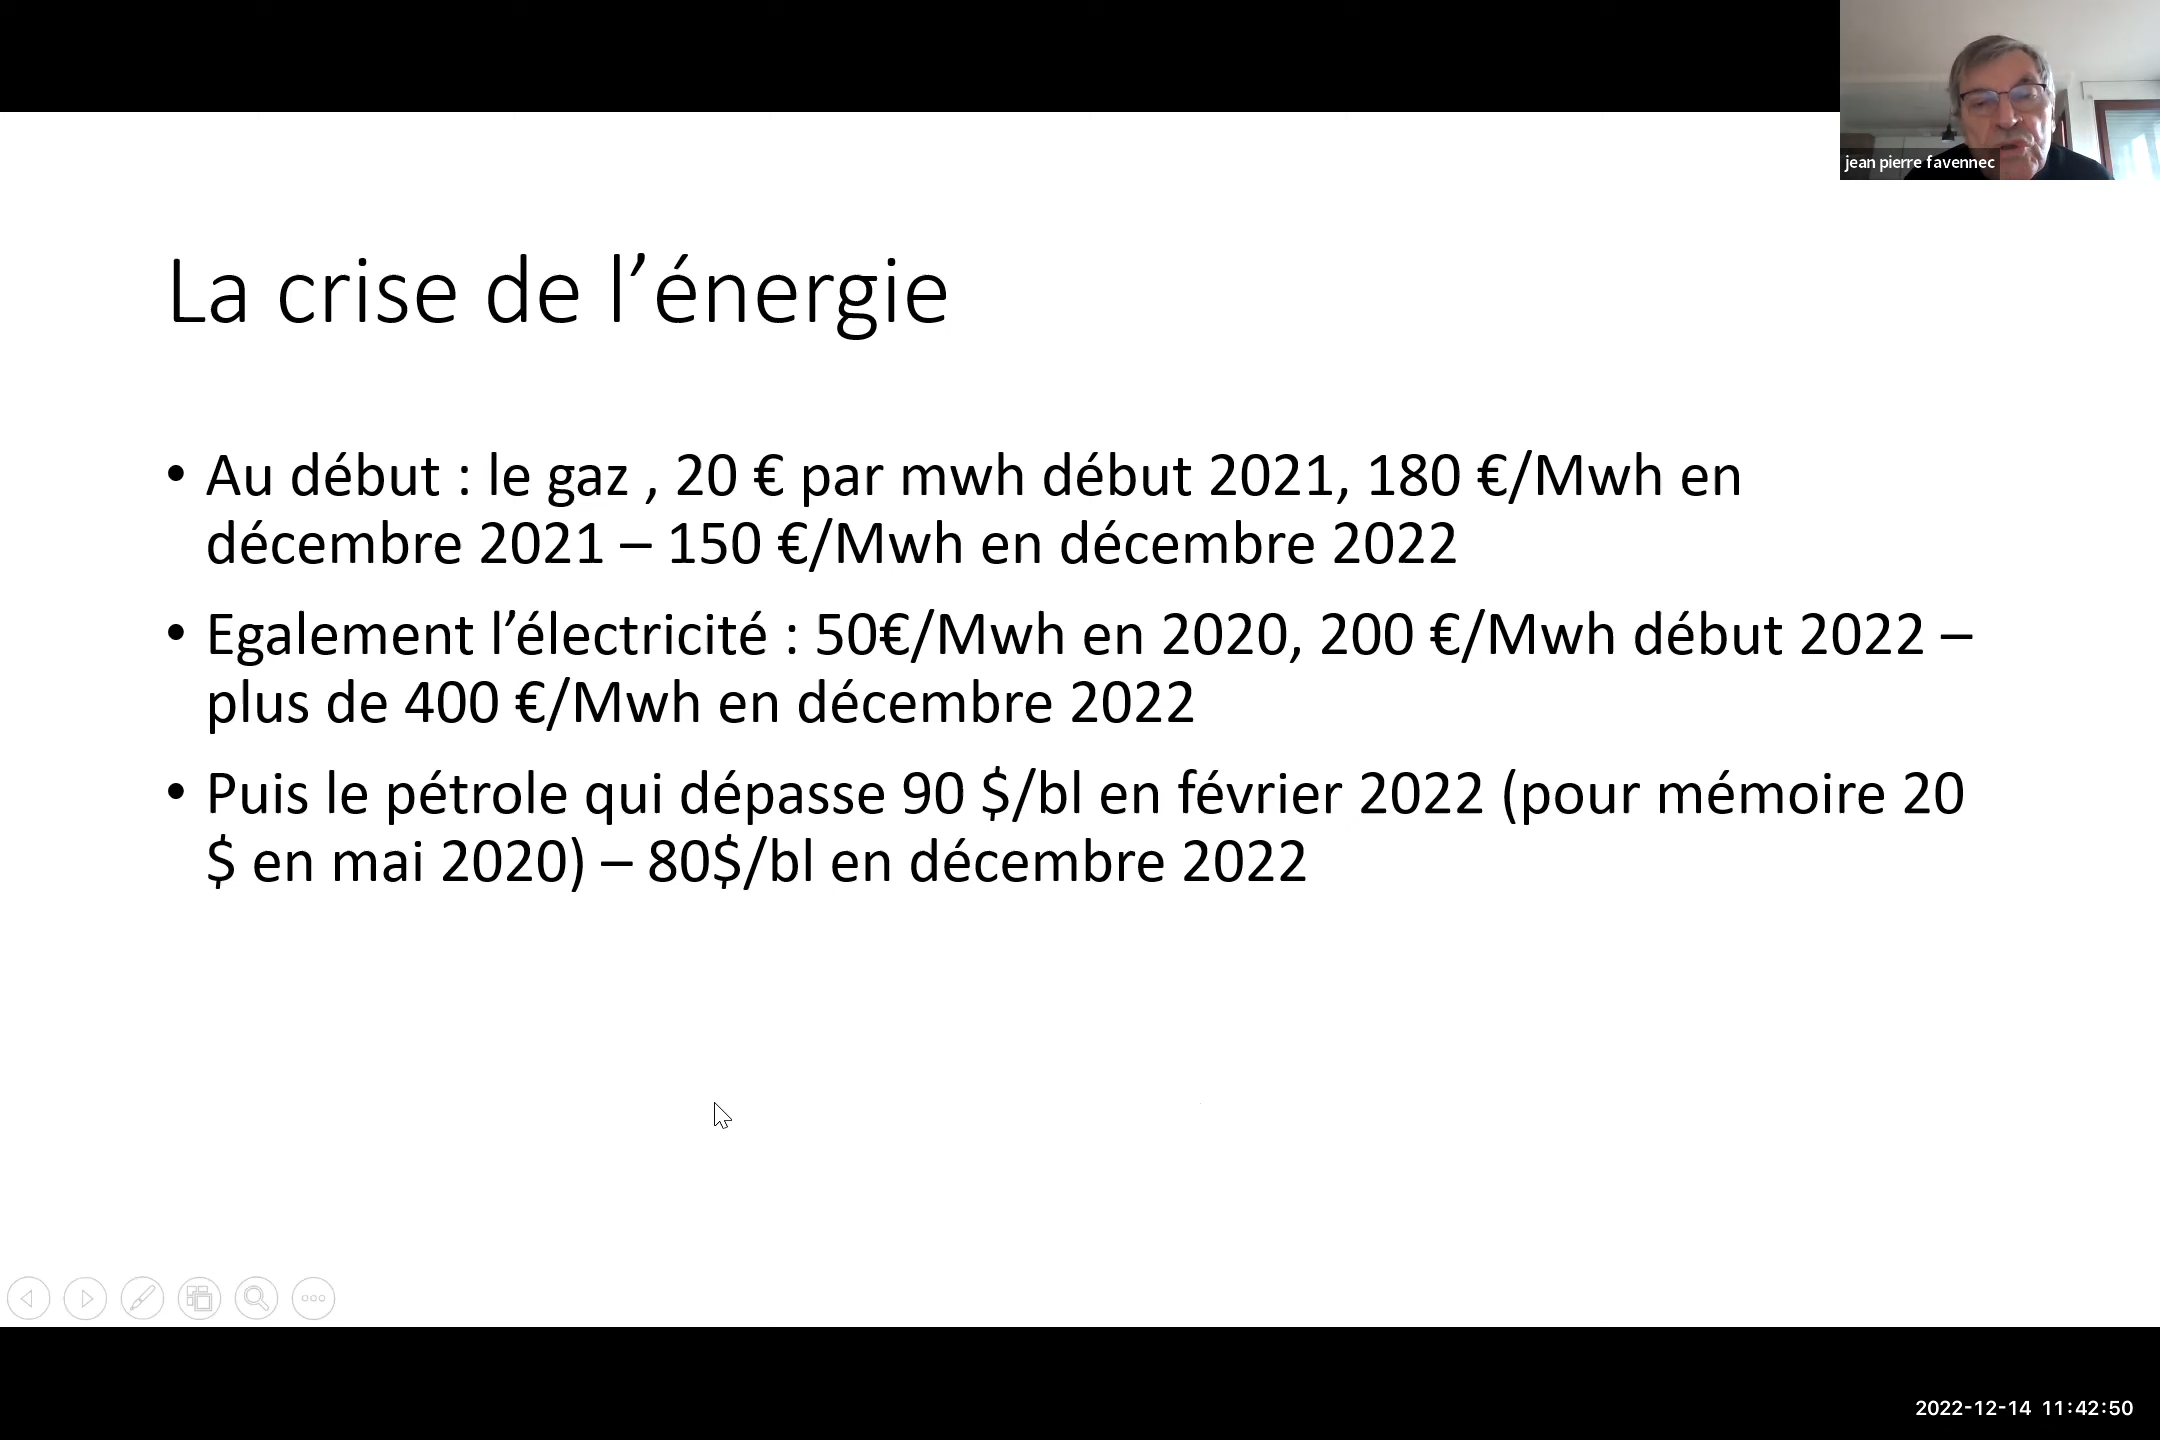 jean pierre favennec
La crise de l’énergie
• Au début : le gaz , 20 € par mwh début 2021, 180 €/Mwh en
décembre 2021 – 150 €/Mwh en décembre 2022
• Egalement l’électricité : 50€/Mwh en 2020, 200 €/Mwh début 2022 –
plus de 400 €/Mwh en décembre 2022
• Puis le pétrole qui dépasse 90 $/bl en février 2022 (pour mémoire 20
$ en mai 2020) – 80$/bl en décembre 2022
2022-12-14 11:42:50